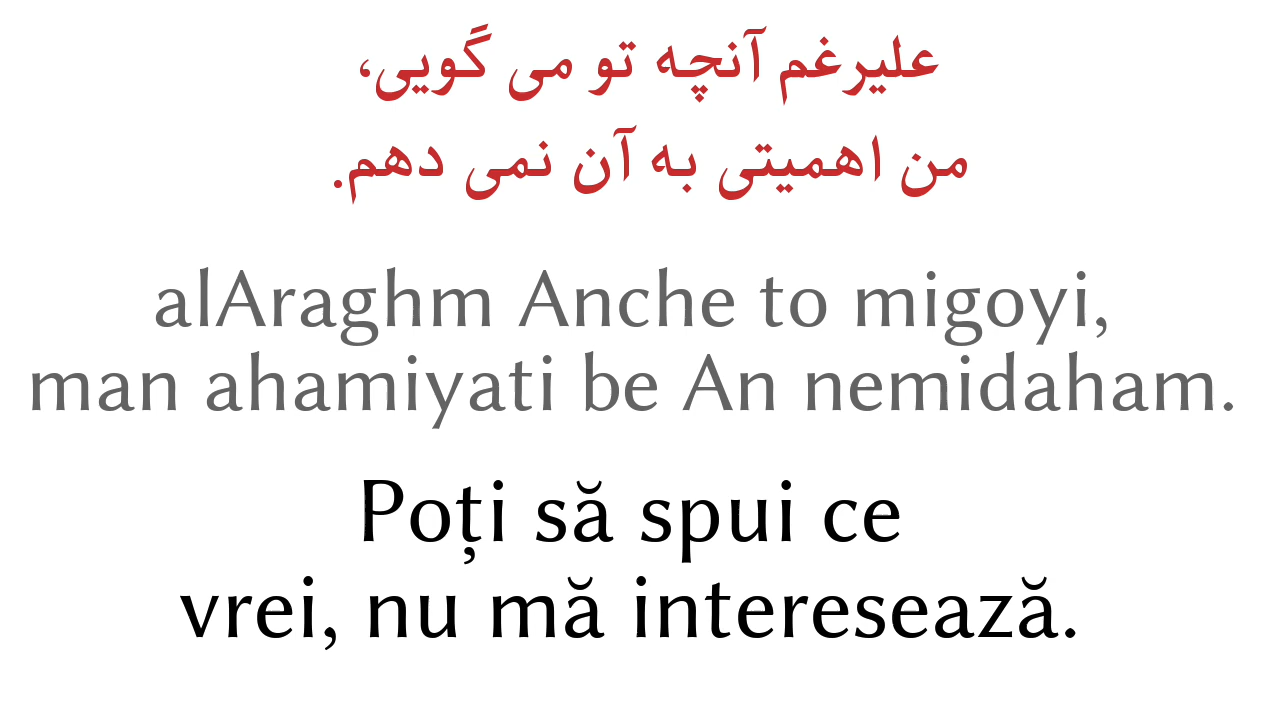 علیرغم آنچه تو می گویی،
من اهمیتی به آن نمی دهم.
alAraghm Anche to migoyi,
man ahamiyati be An nemidaham.
Poți să spui ce
vrei, nu mă interesează.